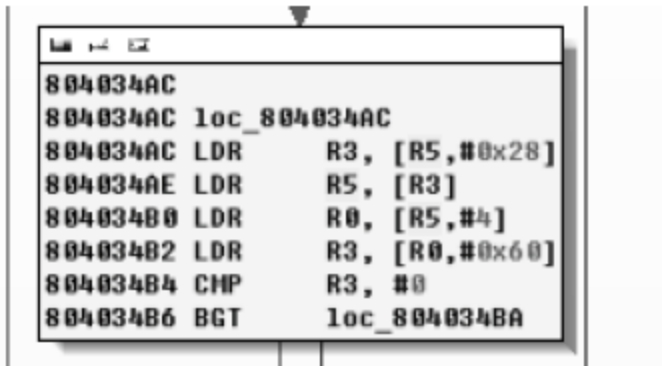 804034AC
804034AC loc_804034AC
804034AC LDR R3, [R5,#0x28]
804034AE LDR R5, [R3]
804034B0 LDR R0, [R5,#4]
804034B2 LDR R3, [R0,#0x60]
804034B4 CMP R3, #0
804034B6 BGT loc_804034BA